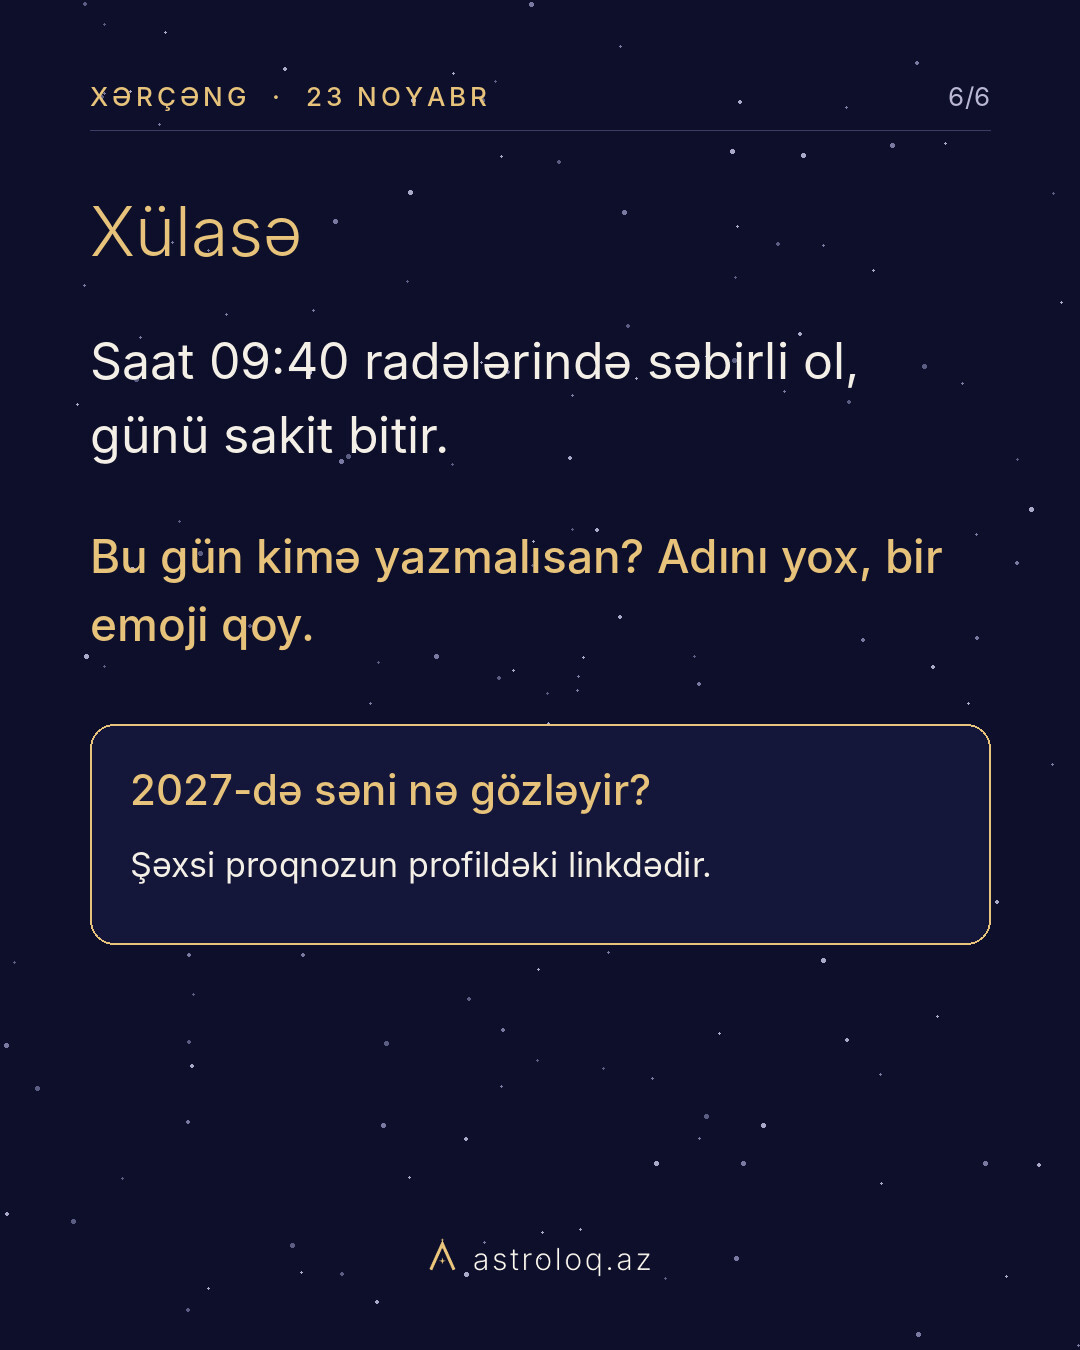 XƏRÇƏNG · 23 NOYABR 6/6
Xülasə
Saat 09:40 radələrində səbirli ol,
günü sakit bitir.
Bu gün kimə yazmalısan? Adını yox, bir
emoji qoy.
2027-də səni nə gözləyir?
Şəxsi proqnozun profildəki linkdədir.
astroloq.az